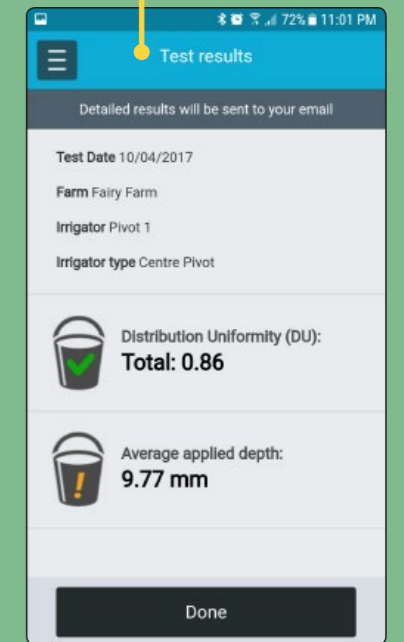 72% 11:01 PM
Test results
Detailed results will be sent to your email
Test Date 10/04/2017
Farm Fairy Farm
Irrigator Pivot 1
Irrigator type Centre Pivot
Distribution Uniformity (DU):
Total: 0.86
!
Average applied depth:
9.77 mm
Done